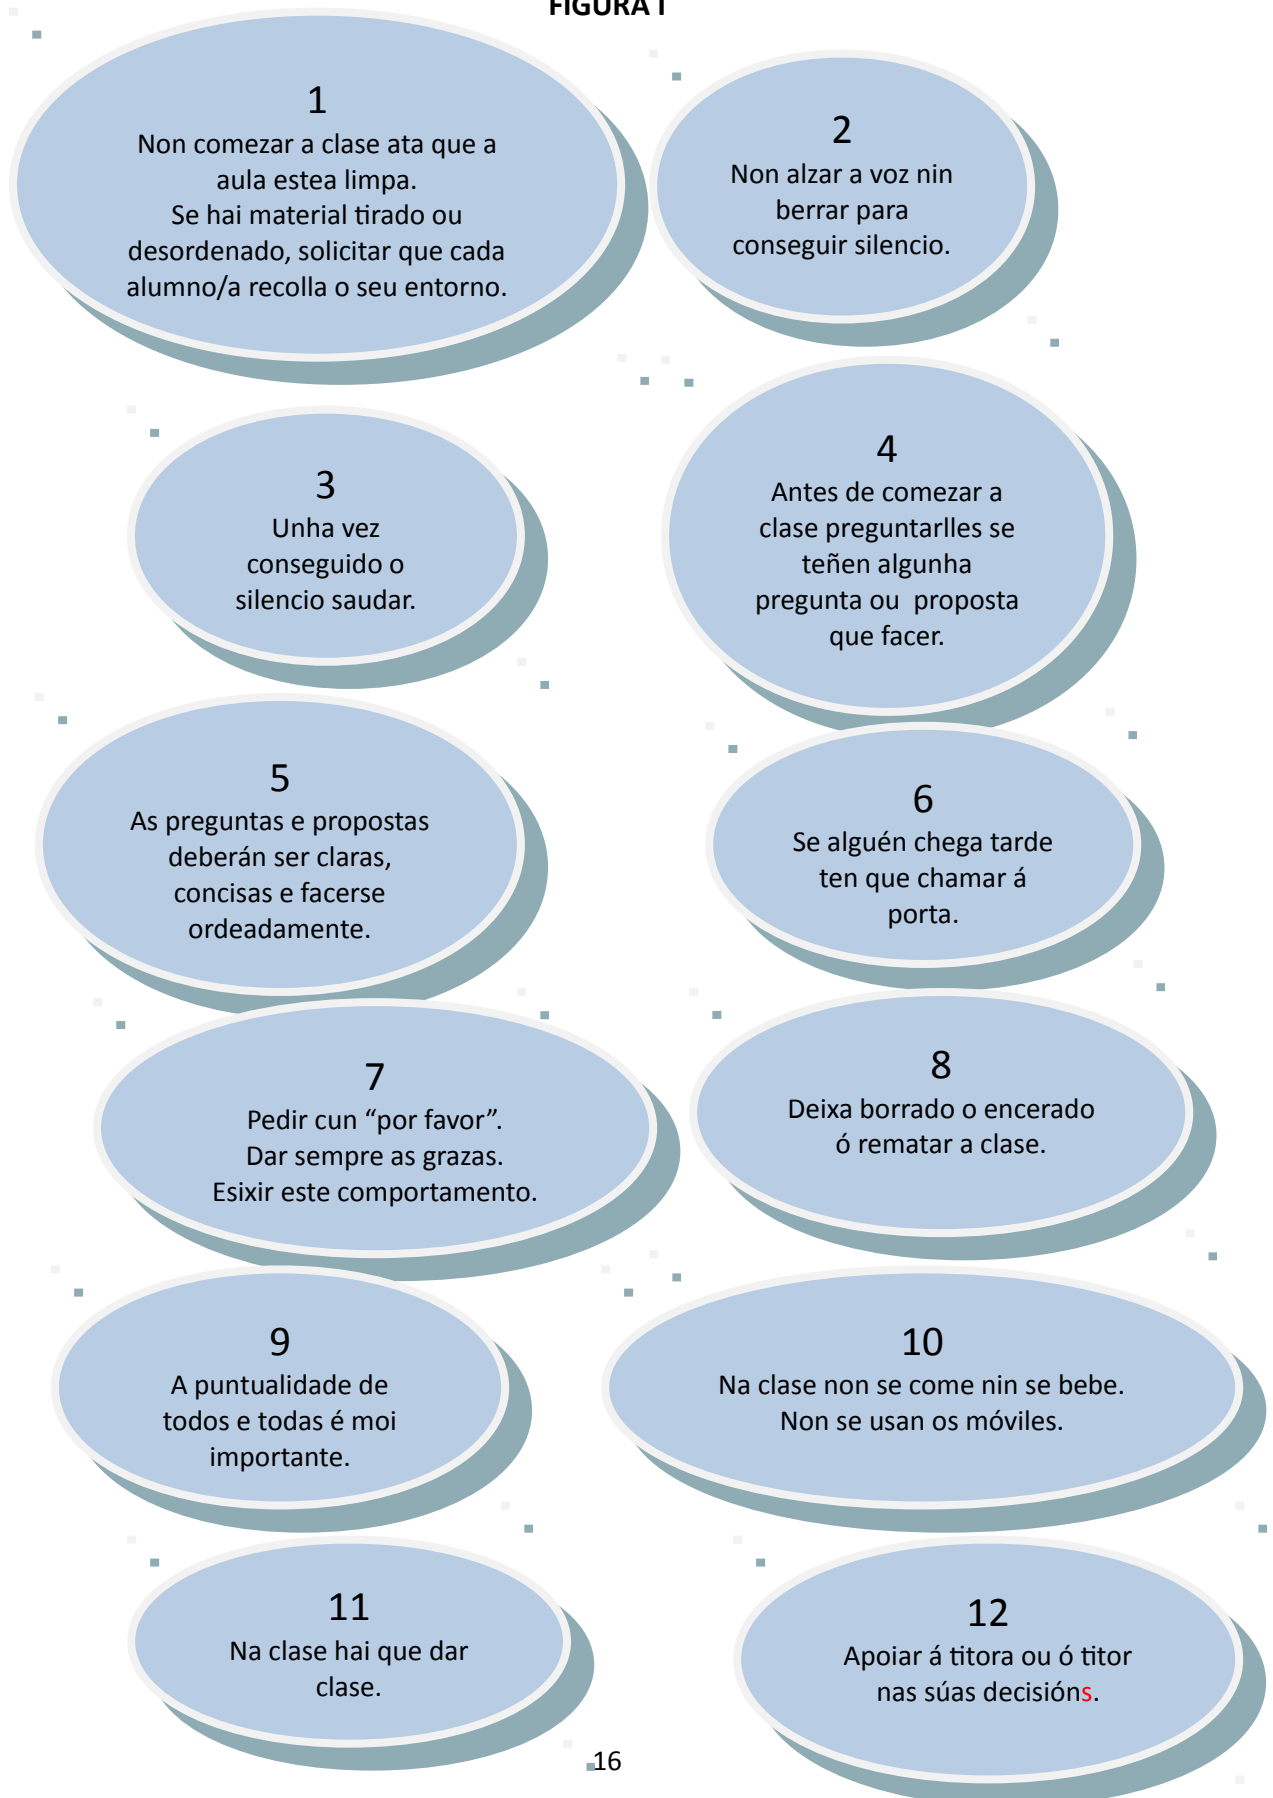 FIGURA I
1
Non comezar a clase ata que a
aula estea limpa.
Se hai material tirado ou
desordenado, solicitar que cada
alumno/a recolla o seu entorno.
2
Non alzar a voz nin
berrar para
conseguir silencio.
3
Unha vez
conseguido o
silencio saudar.
4
Antes de comezar a
clase preguntarlles se
teñen algunha
pregunta ou proposta
que facer.
5
As preguntas e propostas
deberán ser claras,
concisas e facerse
ordeadamente.
6
Se alguén chega tarde
ten que chamar á
porta.
7
Pedir cun “por favor”.
Dar sempre as grazas.
Esixir este comportamento.
8
Deixa borrado o encerado
ó rematar a clase.
9
A puntualidade de
todos e todas é moi
importante.
10
Na clase non se come nin se bebe.
Non se usan os móviles.
11
Na clase hai que dar
clase.
12
Apoiar á titora ou ó titor
nas súas decisións.
16